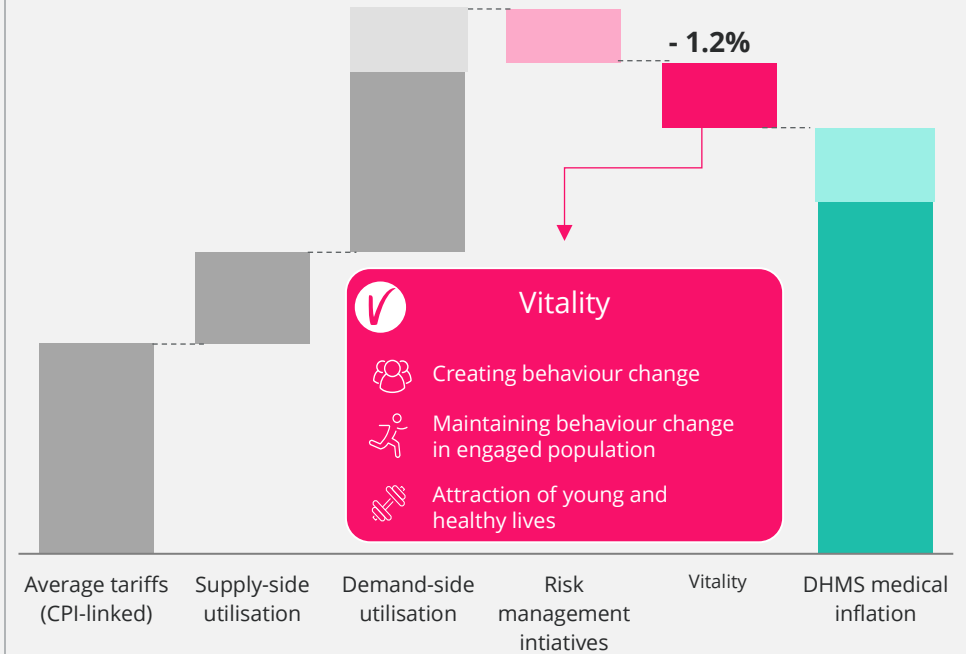 - 1.2%
Vitality
Creating behaviour change
Maintaining behaviour change
in engaged population
Attraction of young and
healthy lives
Average tariffs
(CPI-linked)
Supply-side
utilisation
Demand-side
utilisation
Risk
management
intiatives
Vitality
DHMS medical
inflation